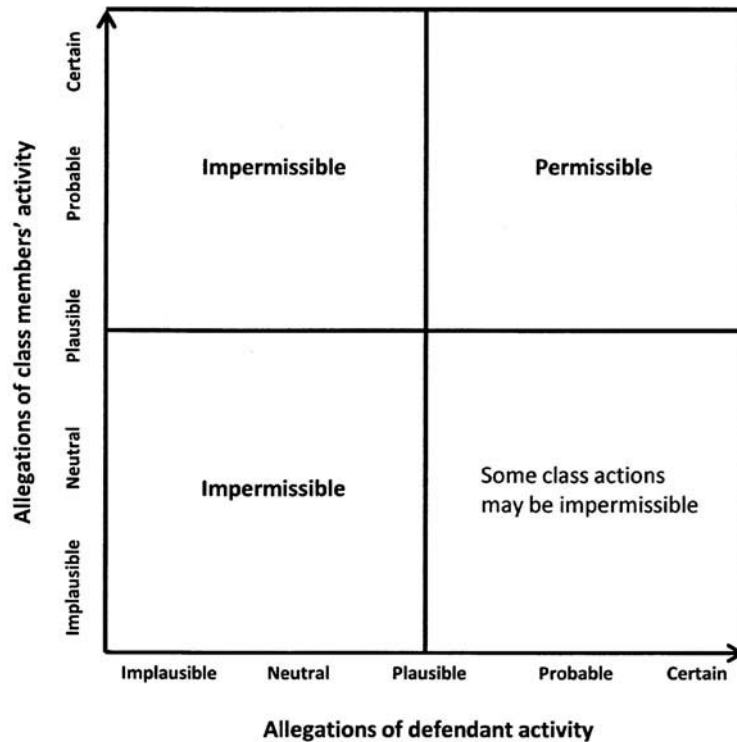 Allegations of class members' activity
Certain
Probable
Plausible
Neutral
Implausible
Impermissible
Permissible
Impermissible
Some class actions
may be impermissible
Implausible
Neutral
Plausible
Probable
Certain
Allegations of defendant activity